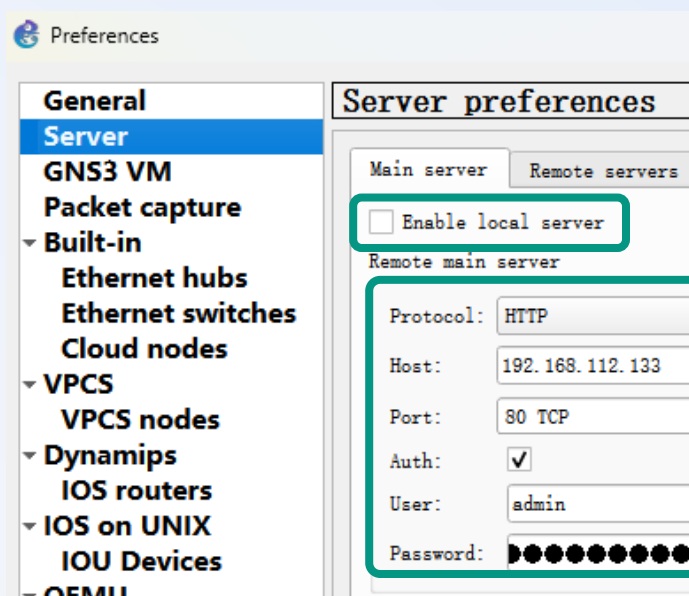 Preferences
General
Server
GNS3 VM
Packet capture
Built-in
Ethernet hubs
Ethernet switches
Cloud nodes
VPCS
VPCS nodes
Dynamips
IOS routers
IOS on UNIX
IOU Devices
QEMU
Server preferences
Main server
Remote servers
Enable local server
Remote main server
Protocol: HTTP
Host: 192.168.112.133
Port: 80 TCP
Auth:
User: admin
Password: